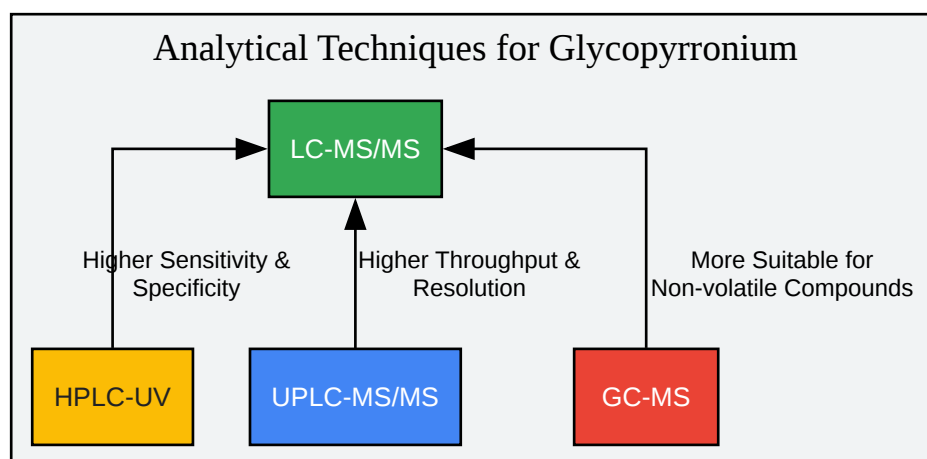 Analytical Techniques for Glycopyrronium
LC-MS/MS
Higher Sensitivity &
Specificity
Higher Throughput &
Resolution
More Suitable for
Non-volatile Compounds
HPLC-UV
UPLC-MS/MS
GC-MS